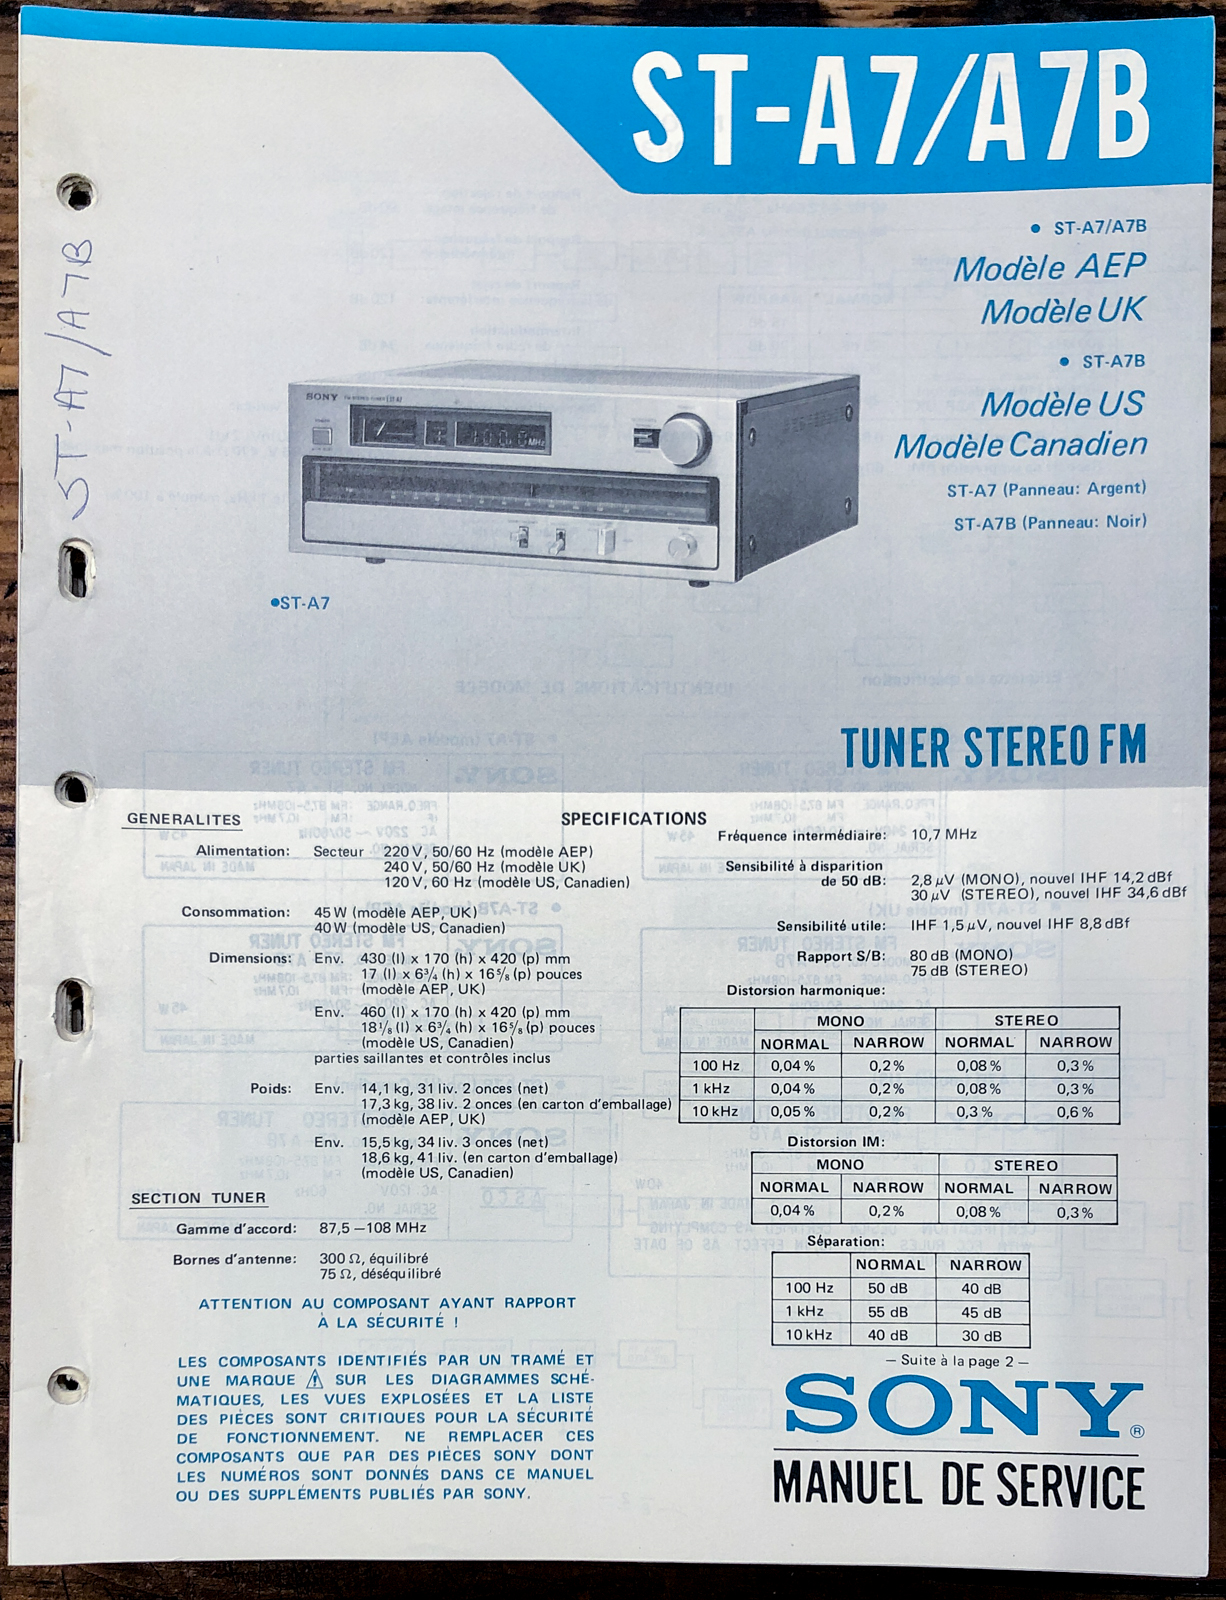 ST-A7/A7B
ST-A7/A7B
• ST-A7/A7B
Modèle AEP
Modèle UK
• ST-A7B
Modèle US
Modèle Canadien
ST-A7 (Panneau: Argent)
ST-A7B (Panneau: Noir)
SONY
•ST-A7
TUNER STEREO FM
SPECIFICATIONS
GENERALITES
Alimentation: Secteur 220 V, 50/60 Hz (modèle AEP)
240 V, 50/60 Hz (modèle UK)
120 V, 60 Hz (modèle US, Canadien)
Consommation: 45 W (modèle AEP, UK)
40 W (modèle US, Canadien)
Dimensions: Env. 430 (l) x 170 (h) x 420 (p) mm
17 (l) x 6 3/4 (h) x 16 5/8 (p) pouces
(modèle AEP, UK)
Env. 460 (l) x 170 (h) x 420 (p) mm
18 1/8 (l) x 6 3/4 (h) x 16 5/8 (p) pouces
(modèle US, Canadien)
parties saillantes et contrôles inclus
Poids: Env. 14,1 kg, 31 liv. 2 onces (net)
17,3 kg, 38 liv. 2 onces (en carton d'emballage)
(modèle AEP, UK)
Env. 15,5 kg, 34 liv. 3 onces (net)
18,6 kg, 41 liv. (en carton d'emballage)
(modèle US, Canadien)
SECTION TUNER
Gamme d'accord: 87,5 – 108 MHz
Bornes d'antenne: 300 Ω, équilibré
75 Ω, déséquilibré
ATTENTION AU COMPOSANT AYANT RAPPORT
À LA SÉCURITÉ !
LES COMPOSANTS IDENTIFIÉS PAR UN TRAMÉ ET
UNE MARQUE ⚠ SUR LES DIAGRAMMES SCHÉ-
MATIQUES, LES VUES EXPLOSÉES ET LA LISTE
DES PIÈCES SONT CRITIQUES POUR LA SÉCURITÉ
DE FONCTIONNEMENT. NE REMPLACER CES
COMPOSANTS QUE PAR DES PIÈCES SONY DONT
LES NUMÉROS SONT DONNÉS DANS CE MANUEL
OU DES SUPPLÉMENTS PUBLIÉS PAR SONY.
Fréquence intermédiaire: 10,7 MHz
Sensibilité à disparition
de 50 dB: 2,8 μV (MONO), nouvel IHF 14,2 dBf
30 μV (STEREO), nouvel IHF 34,6 dBf
Sensibilité utile: IHF 1,5 μV, nouvel IHF 8,8 dBf
Rapport S/B: 80 dB (MONO)
75 dB (STEREO)
Distorsion harmonique:
MONO STEREO
NORMAL NARROW NORMAL NARROW
100 Hz 0,04 % 0,2 % 0,08 % 0,3 %
1 kHz 0,04 % 0,2 % 0,08 % 0,3 %
10 kHz 0,05 % 0,2 % 0,3 % 0,6 %
Distorsion IM:
MONO STEREO
NORMAL NARROW NORMAL NARROW
0,04 % 0,2 % 0,08 % 0,3 %
Séparation:
NORMAL NARROW
100 Hz 50 dB 40 dB
1 kHz 55 dB 45 dB
10 kHz 40 dB 30 dB
– Suite à la page 2 –
SONY®
MANUEL DE SERVICE